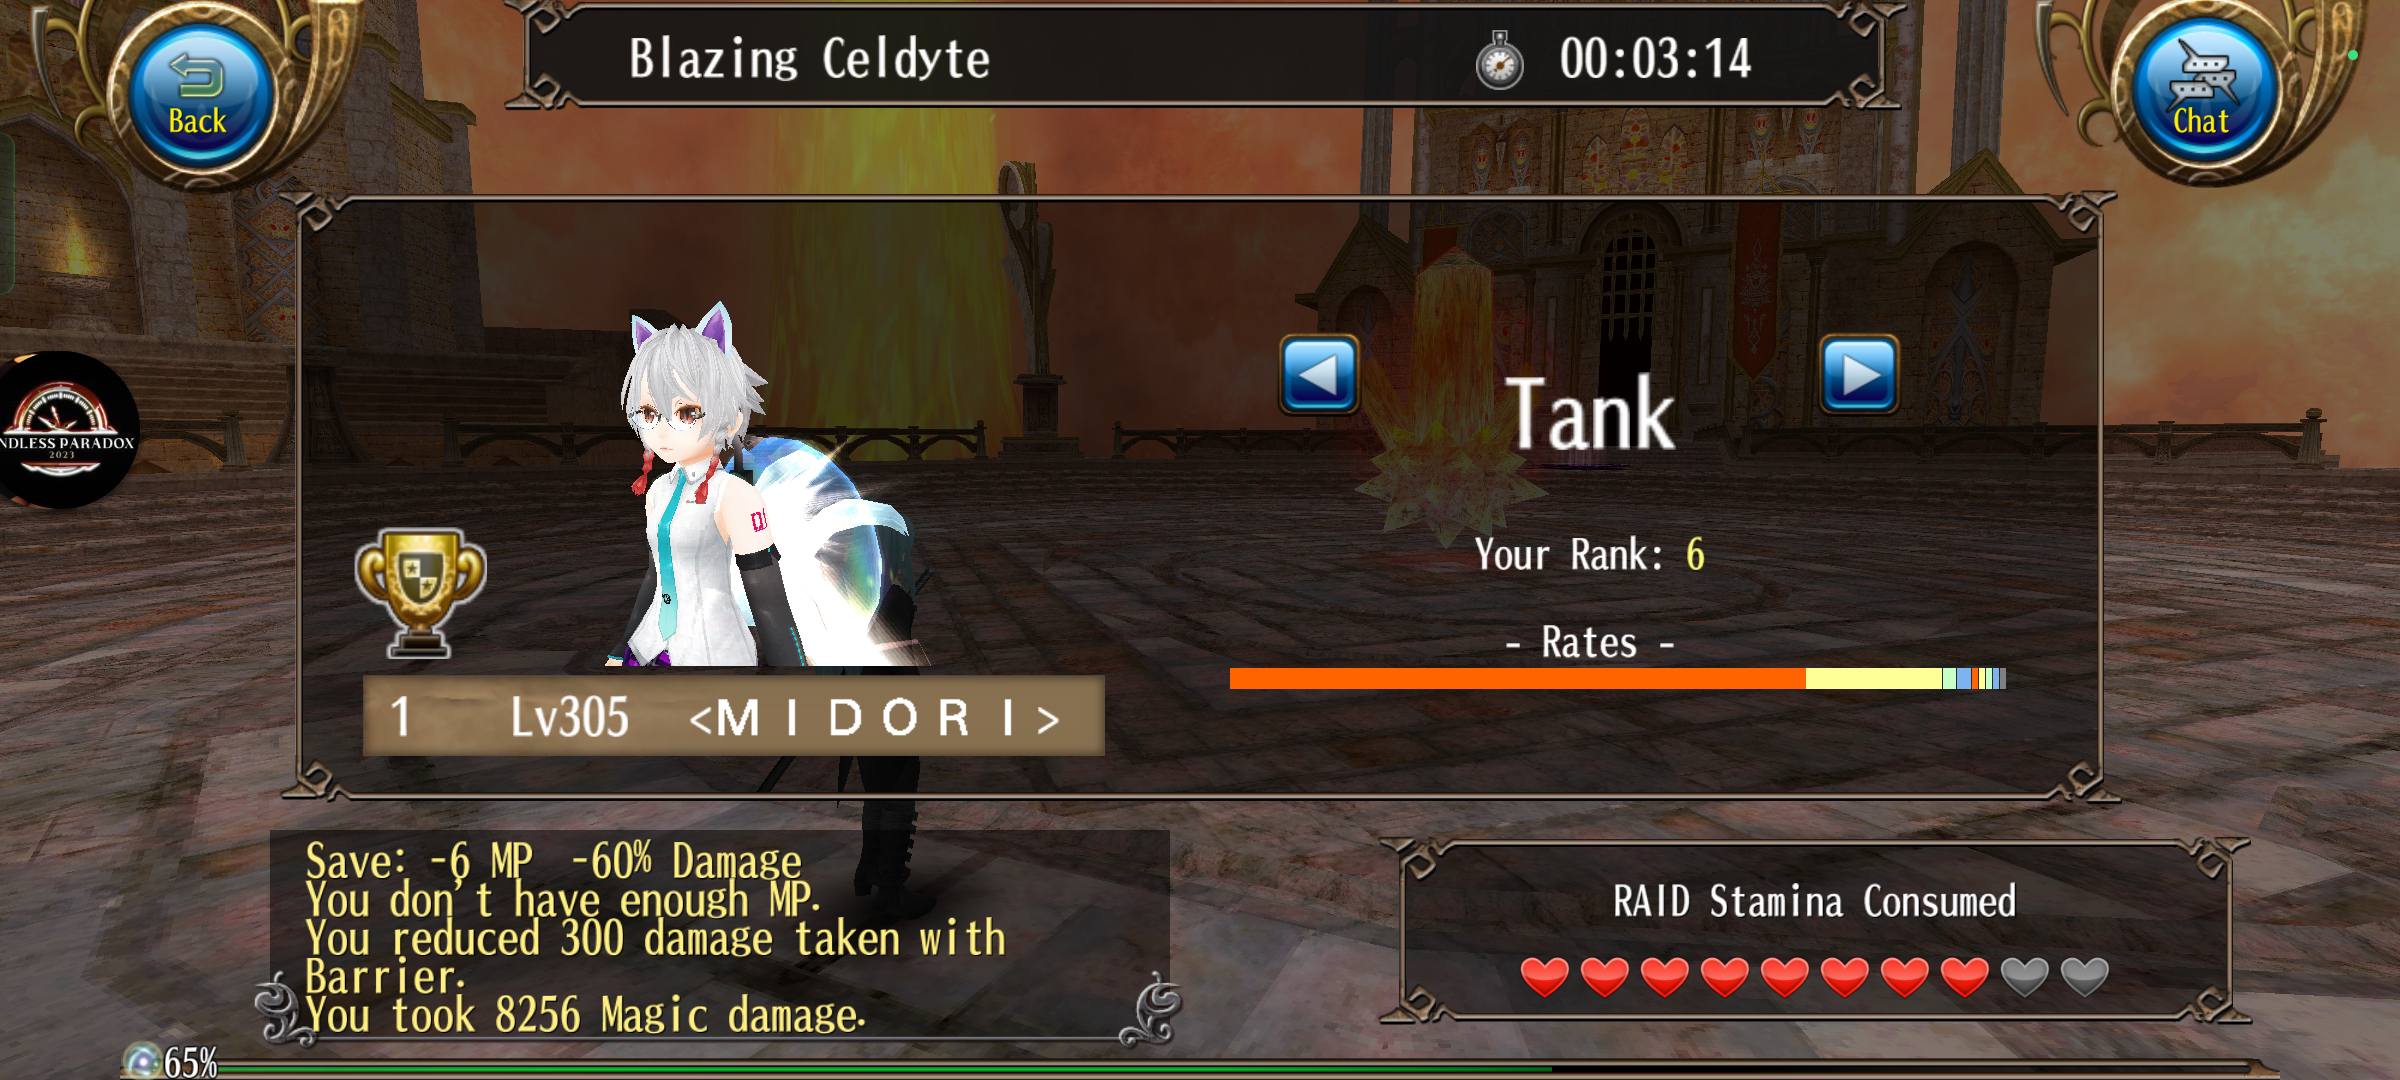 Back
Blazing Celdyte
00:03:14
Chat
NDLESS PARADOX
2023
Tank
Your Rank: 6
- Rates -
1 Lv305 <ＭＩＤＯＲＩ>
Save: -6 MP -60% Damage
You don't have enough MP.
You reduced 300 damage taken with
Barrier.
You took 8256 Magic damage.
RAID Stamina Consumed
65%